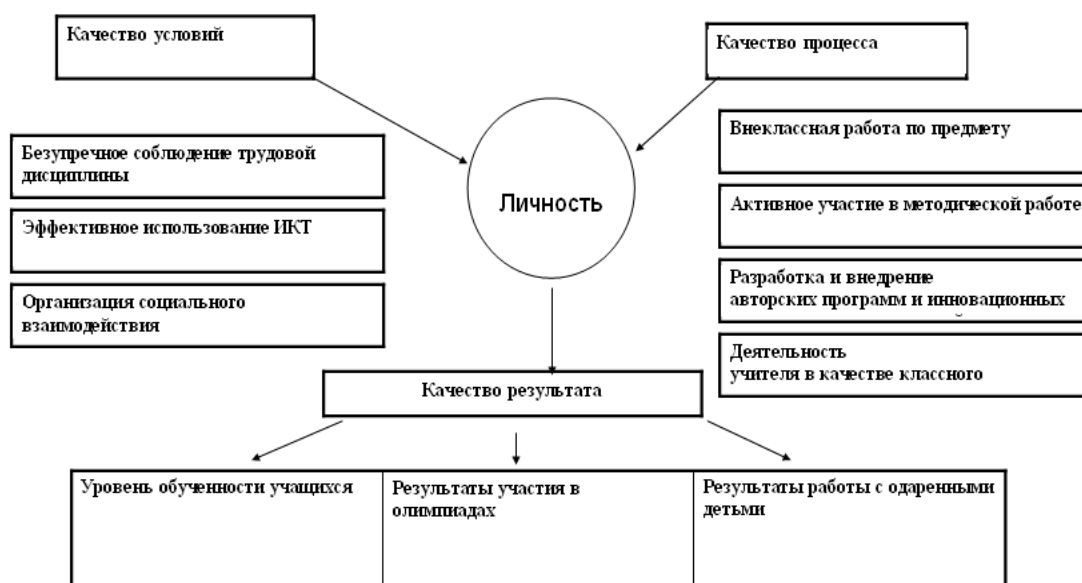 Качество условий
Качество процесса
Безупречное соблюдение трудовой
дисциплины
Эффективное использование ИКТ
Организация социального
взаимодействия
Личность
Внеклассная работа по предмету
Активное участие в методической работе
Разработка и внедрение
авторских программ и инновационных
Деятельность
учителя в качестве классного
Качество результата
Уровень обученности учащихся
Результаты участия в
олимпиадах
Результаты работы с одаренными
детьми